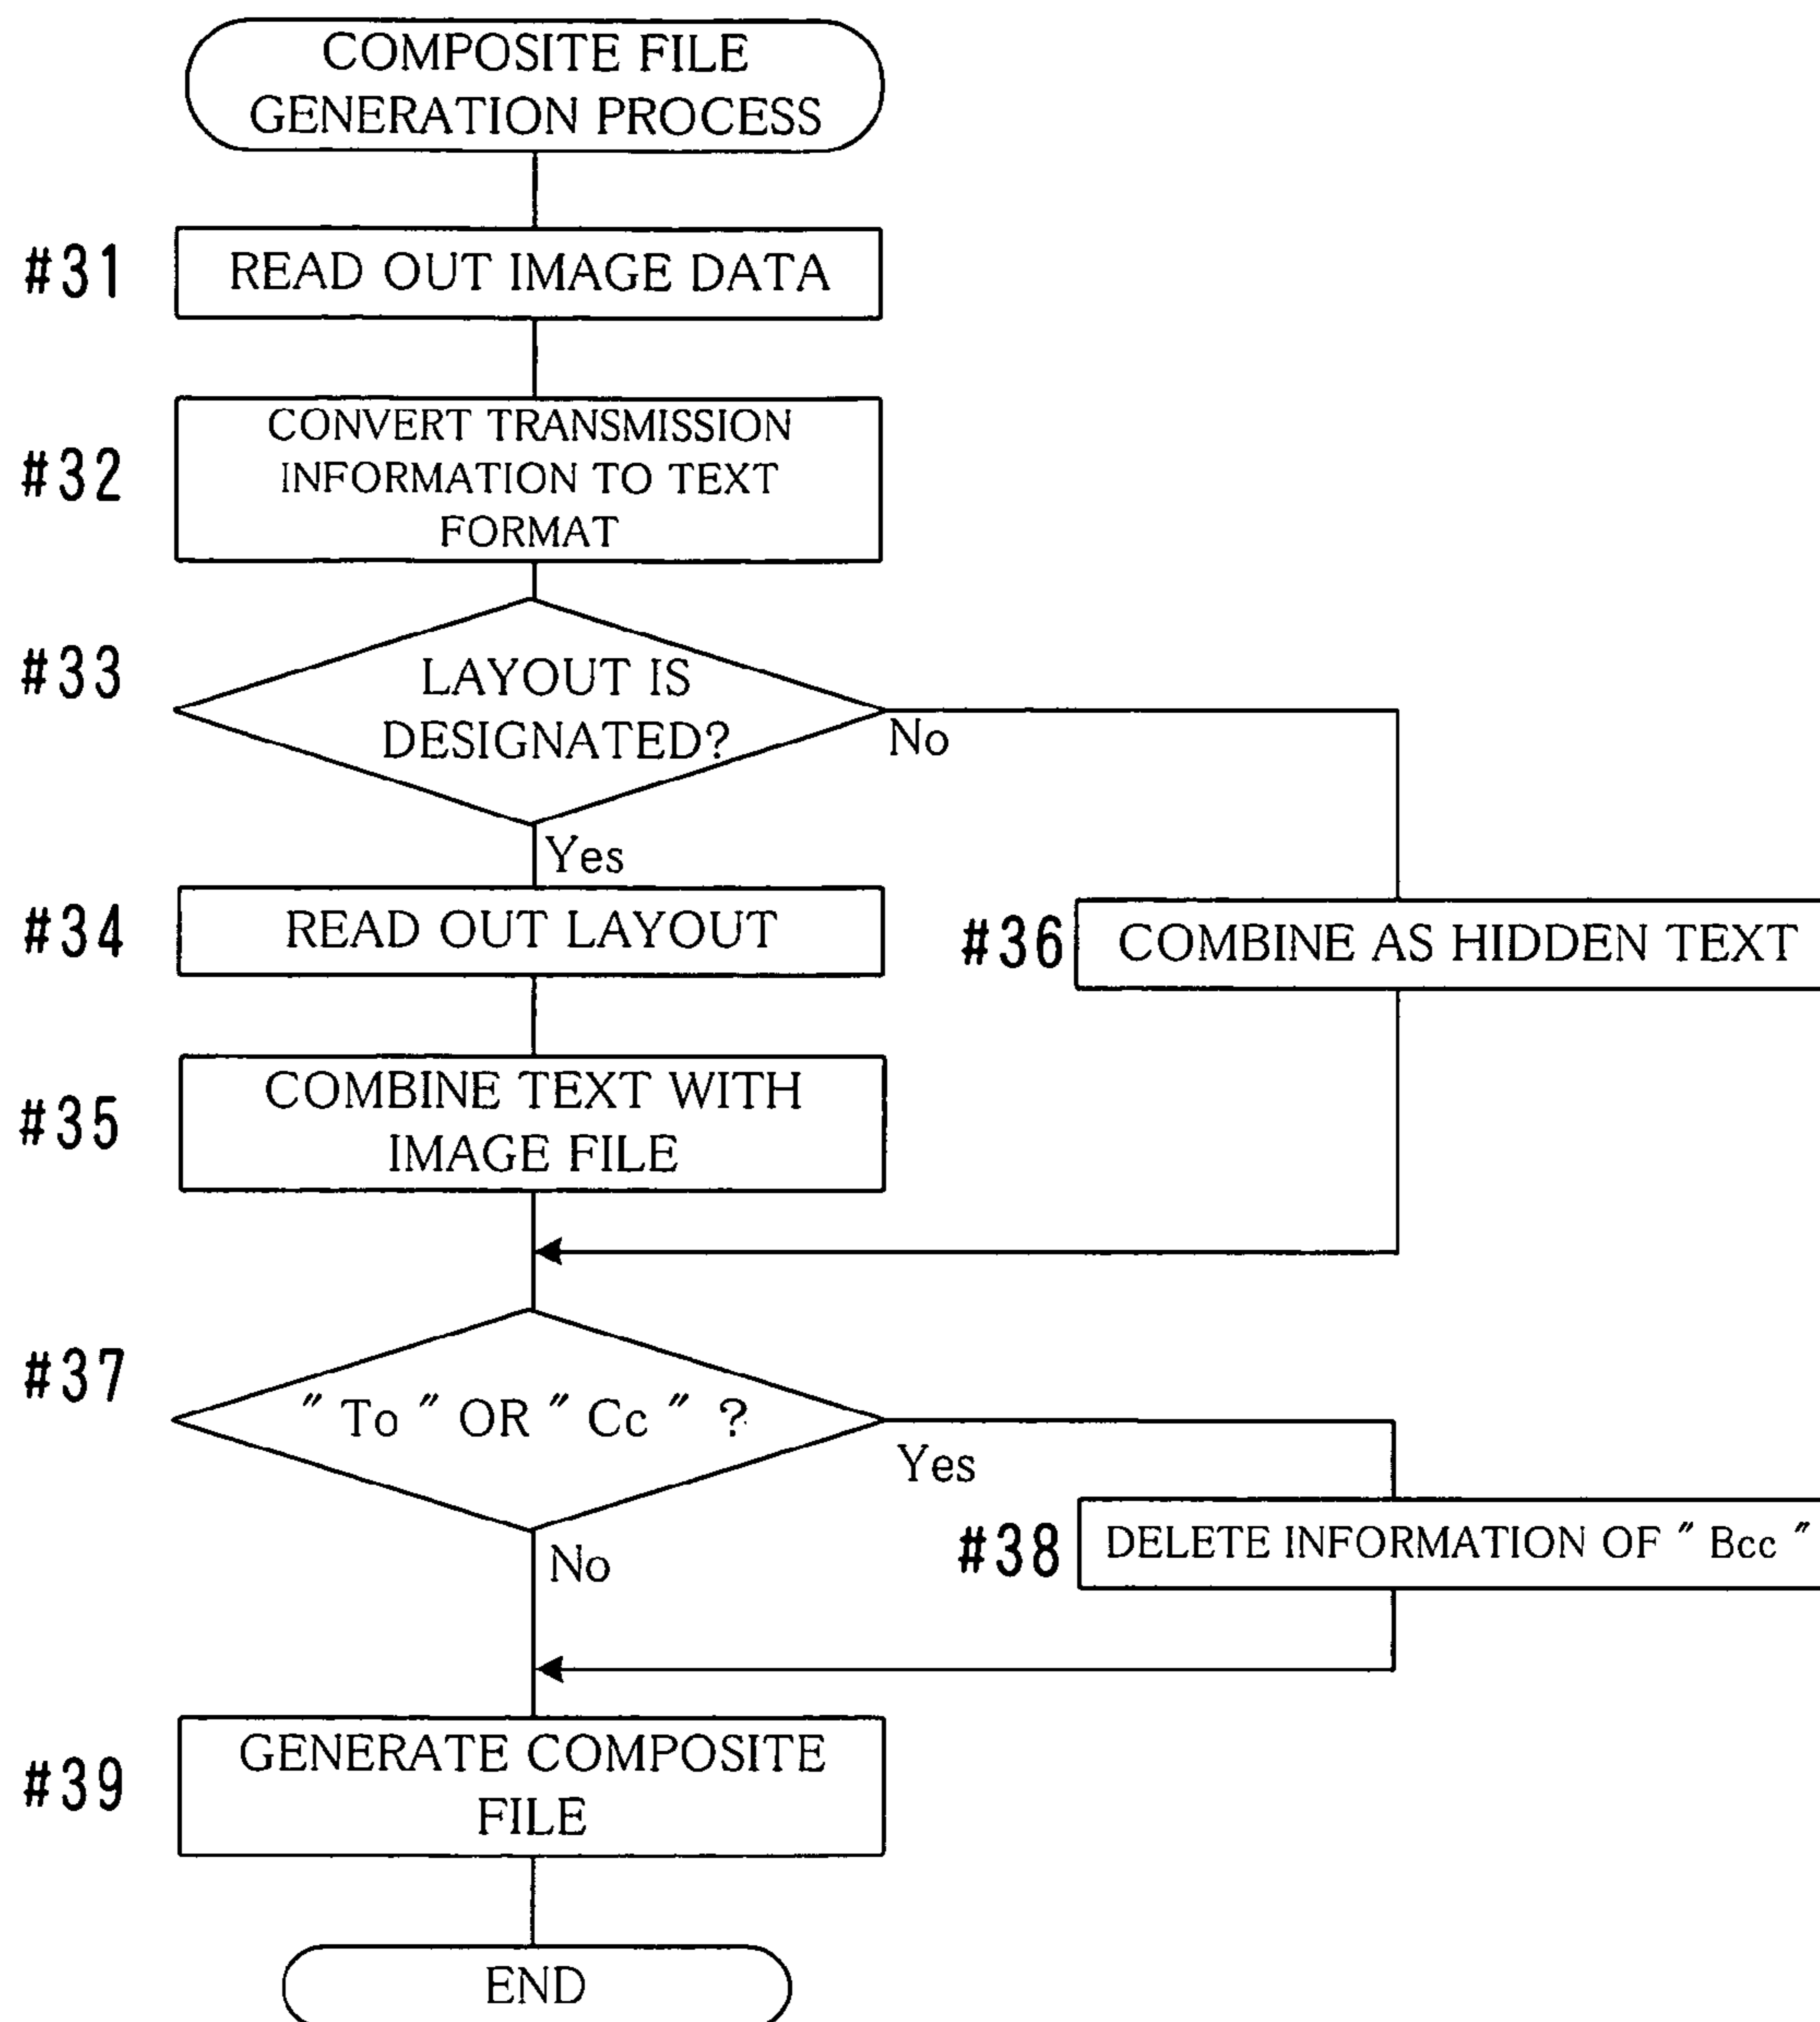 COMPOSITE FILE
GENERATION PROCESS
#31
READ OUT IMAGE DATA
#32
CONVERT TRANSMISSION
INFORMATION TO TEXT
FORMAT
#33
LAYOUT IS
DESIGNATED?
No
Yes
#34
READ OUT LAYOUT
#36
COMBINE AS HIDDEN TEXT
#35
COMBINE TEXT WITH
IMAGE FILE
#37
" To " OR " Cc " ?
Yes
No
#38
DELETE INFORMATION OF " Bcc "
#39
GENERATE COMPOSITE
FILE
END